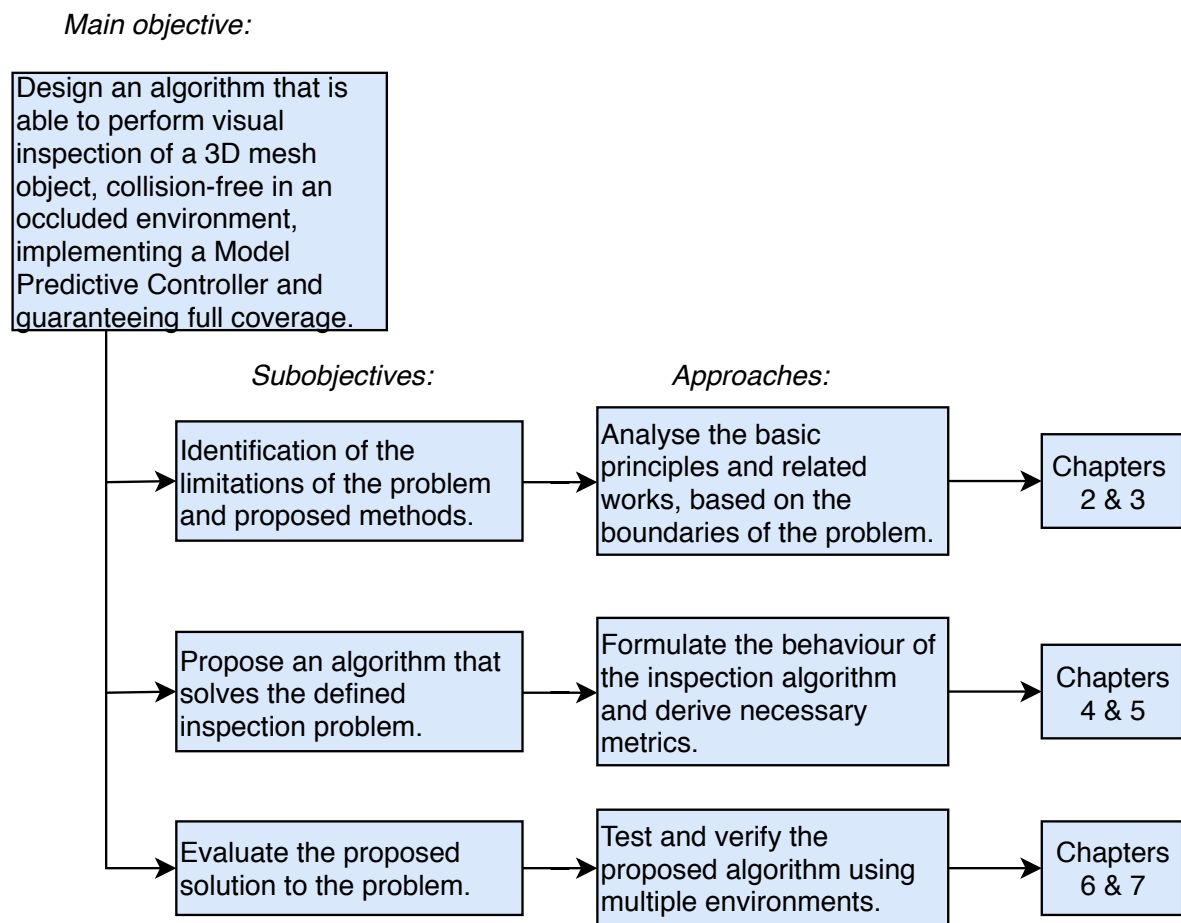 Main objective:
Design an algorithm that is
able to perform visual
inspection of a 3D mesh
object, collision-free in an
occluded environment,
implementing a Model
Predictive Controller and
guaranteeing full coverage.
Subobjectives:
Approaches:
Identification of the
limitations of the problem
and proposed methods.
Analyse the basic
principles and related
works, based on the
boundaries of the problem.
Chapters
2 & 3
Propose an algorithm that
solves the defined
inspection problem.
Formulate the behaviour of
the inspection algorithm
and derive necessary
metrics.
Chapters
4 & 5
Evaluate the proposed
solution to the problem.
Test and verify the
proposed algorithm using
multiple environments.
Chapters
6 & 7